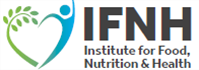 IFNH
Institute for Food,
Nutrition & Health